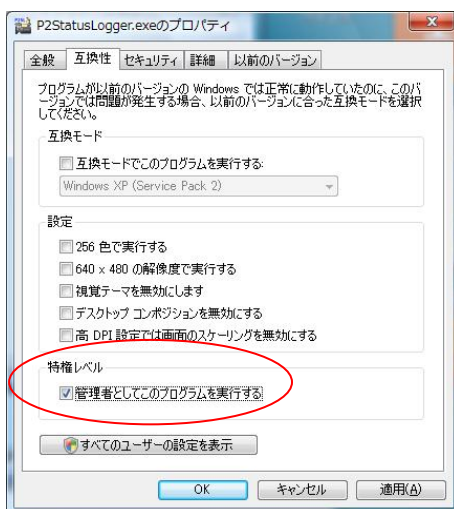 P2StatusLogger.exeのプロパティ
全般 互換性 セキュリティ 詳細 以前のバージョン
プログラムが以前のバージョンの Windows では正常に動作していたのに、このバ
ージョンでは問題が発生する場合、以前のバージョンに合った互換モードを選択
してください。
互換モード
互換モードでこのプログラムを実行する:
Windows XP (Service Pack 2)
設定
256 色で実行する
640 x 480 の解像度で実行する
視覚テーマを無効にします
デスクトップ コンポジションを無効にする
高 DPI 設定では画面のスケーリングを無効にする
特権レベル
管理者としてこのプログラムを実行する
すべてのユーザーの設定を表示
OK キャンセル 適用(A)